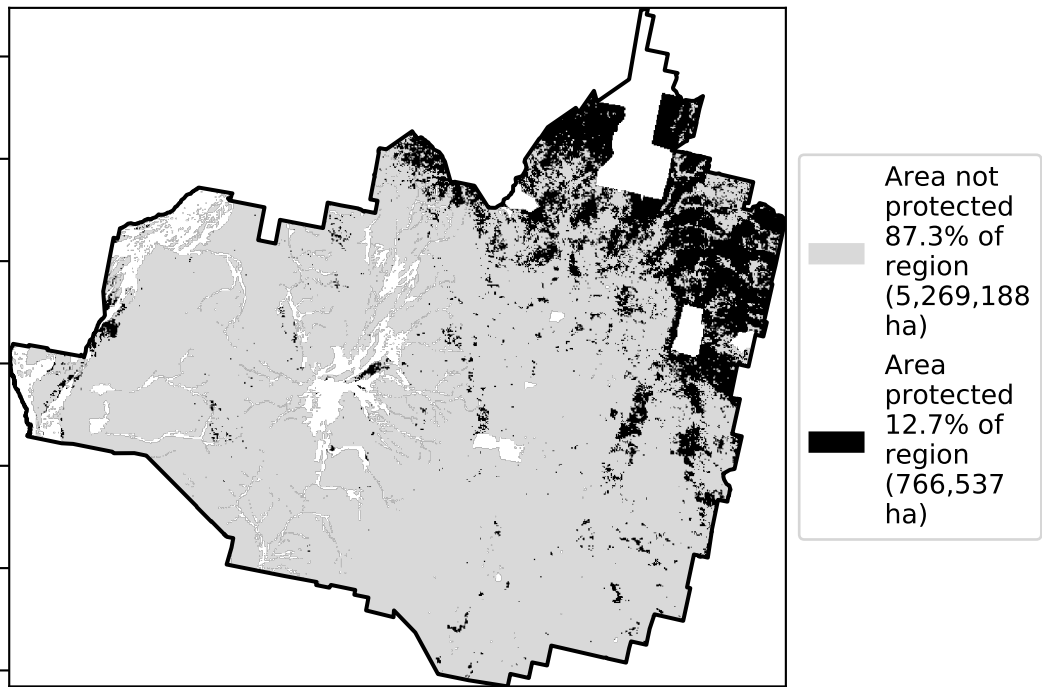 Area not
protected
87.3% of
region
(5,269,188
ha)
Area
protected
12.7% of
region
(766,537
ha)